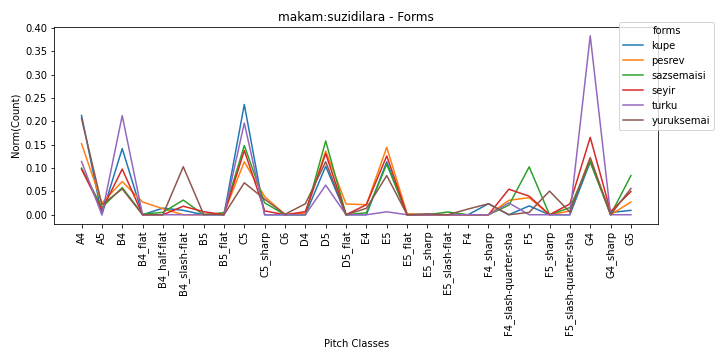 makam:suzidilara - Forms
forms
kupe
pesrev
sazsemaisi
seyir
turku
yuruksemai
Norm(Count)
0.40
0.35
0.30
0.25
0.20
0.15
0.10
0.05
0.00
A4
A5
B4
B4_flat
B4_half-flat
B4_slash-flat
B5
B5_flat
C5
C5_sharp
C6
D4
D5
D5_flat
E4
E5
E5_flat
E5_sharp
E5_slash-flat
F4
F4_sharp
F4_slash-quarter-sha
F5
F5_sharp
F5_slash-quarter-sha
G4
G4_sharp
G5
Pitch Classes